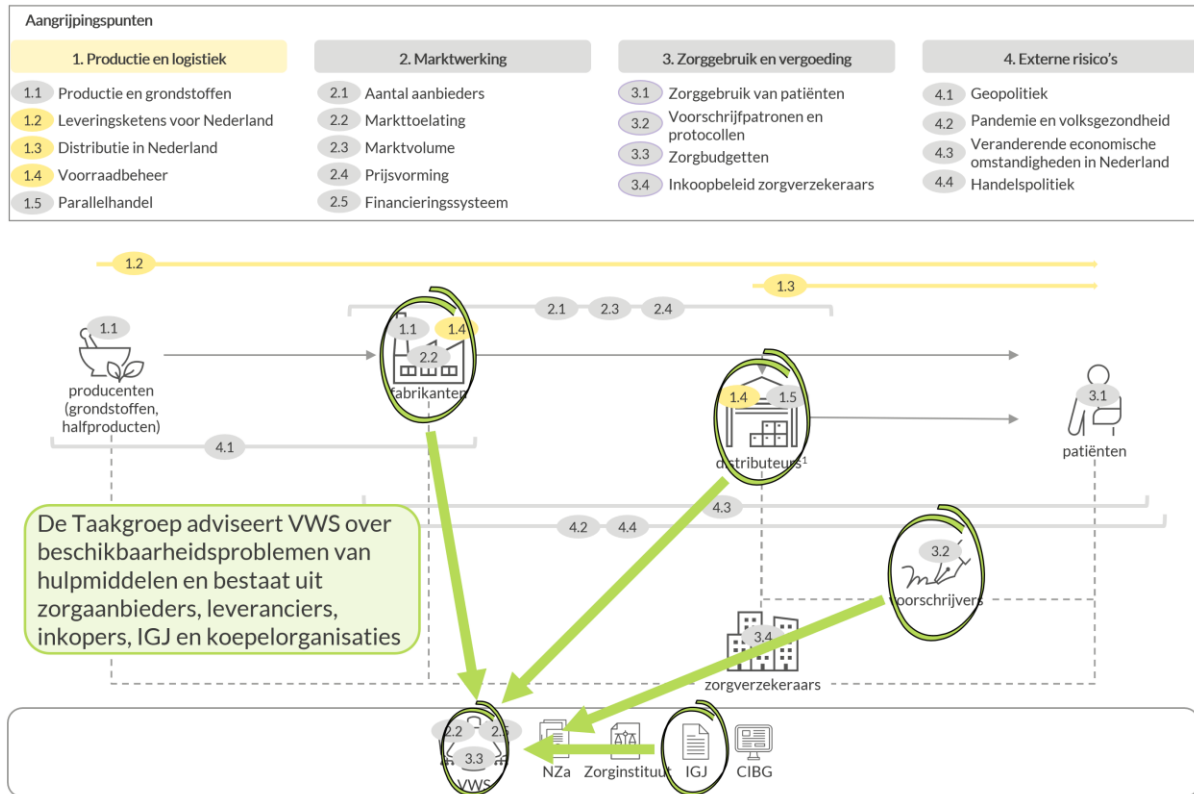 Aangrijpingspunten
1. Productie en logistiek
1.1 Productie en grondstoffen
1.2 Leveringsketens voor Nederland
1.3 Distributie in Nederland
1.4 Voorraadbeheer
1.5 Parallelhandel
2. Marktwerking
2.1 Aantal aanbieders
2.2 Markttoelating
2.3 Marktvolume
2.4 Prijsvorming
2.5 Financieringssysteem
3. Zorggebruik en vergoeding
3.1 Zorggebruik van patiënten
3.2 Voorschrijfpatronen en
protocollen
3.3 Zorgbudgetten
3.4 Inkoopbeleid zorgverzekeraars
4. Externe risico's
4.1 Geopolitiek
4.2 Pandemie en volksgezondheid
4.3 Veranderende economische
omstandigheden in Nederland
4.4 Handelspolitiek
1.2
1.3
2.1 2.3 2.4
1.1
producenten
(grondstoffen,
halfproducten)
1.1 1.4
2.2
fabrikanten
1.4 1.5
distributeurs¹
3.1
patiënten
4.1
4.3
4.2 4.4
De Taakgroep adviseert VWS over
beschikbaarheidsproblemen van
hulpmiddelen en bestaat uit
zorgaanbieders, leveranciers,
inkopers, IGJ en koepelorganisaties
3.2
voorschrijvers
3.4
zorgverzekeraars
2.2 2.5
3.3
VWS
NZa
Zorginstituut
IGJ
CIBG